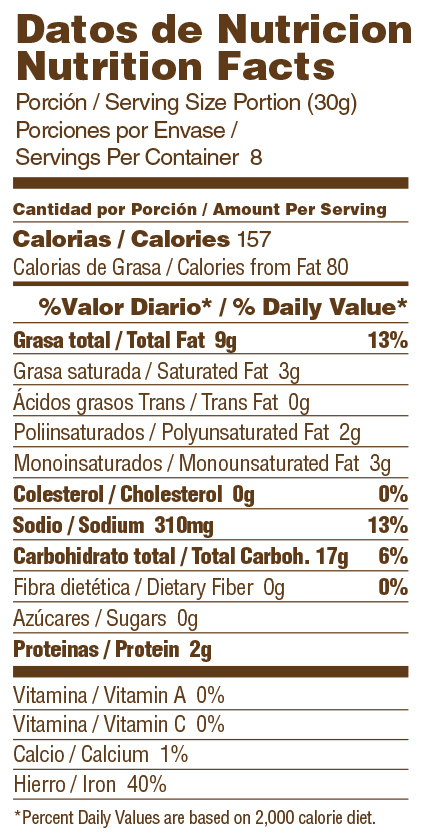 Datos de Nutricion
Nutrition Facts
Porción / Serving Size Portion (30g)
Porciones por Envase /
Servings Per Container 8
Cantidad por Porción / Amount Per Serving
Calorias / Calories 157
Calorias de Grasa / Calories from Fat 80
%Valor Diario* / % Daily Value*
Grasa total / Total Fat 9g 13%
Grasa saturada / Saturated Fat 3g
Ácidos grasos Trans / Trans Fat 0g
Poliinsaturados / Polyunsaturated Fat 2g
Monoinsaturados / Monounsaturated Fat 3g
Colesterol / Cholesterol 0g 0%
Sodio / Sodium 310mg 13%
Carbohidrato total / Total Carboh. 17g 6%
Fibra dietética / Dietary Fiber 0g 0%
Azúcares / Sugars 0g
Proteinas / Protein 2g
Vitamina / Vitamin A 0%
Vitamina / Vitamin C 0%
Calcio / Calcium 1%
Hierro / Iron 40%
*Percent Daily Values are based on 2,000 calorie diet.